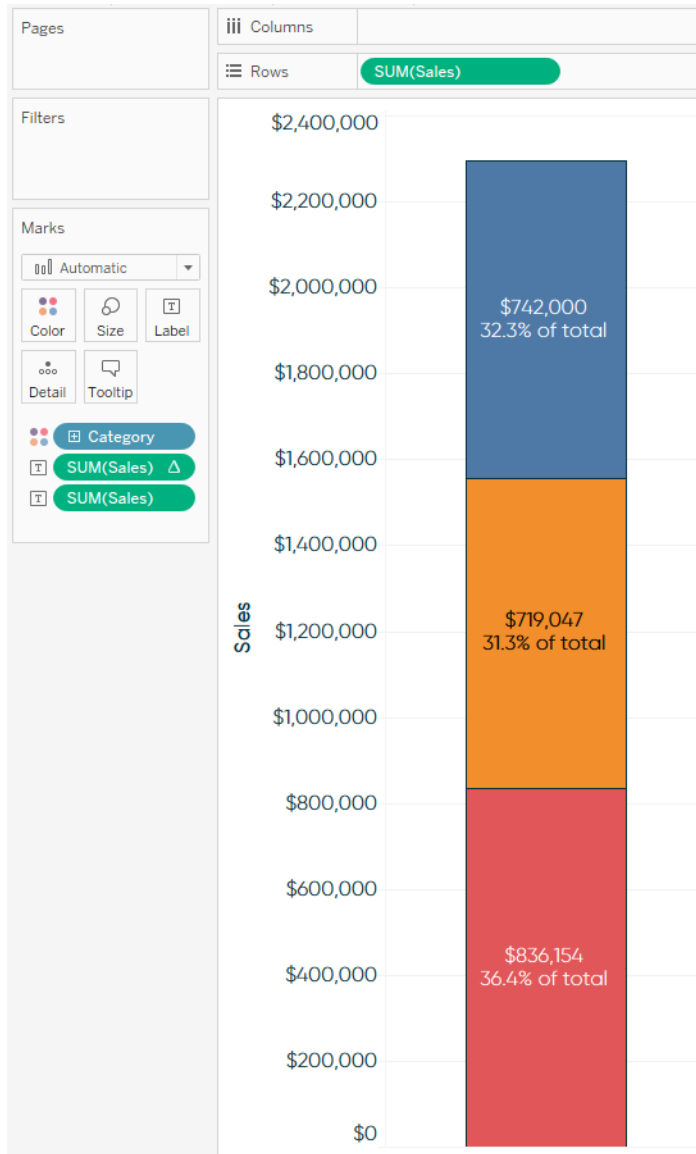 Pages
Columns
Rows
SUM(Sales)
Filters
Marks
Automatic
Color
Size
Label
Detail
Tooltip
Category
SUM(Sales) Δ
SUM(Sales)
$2,400,000
$2,200,000
$2,000,000
$1,800,000
$1,600,000
$1,400,000
$1,200,000
$1,000,000
$800,000
$600,000
$400,000
$200,000
$0
Sales
$742,000
32.3% of total
$719,047
31.3% of total
$836,154
36.4% of total